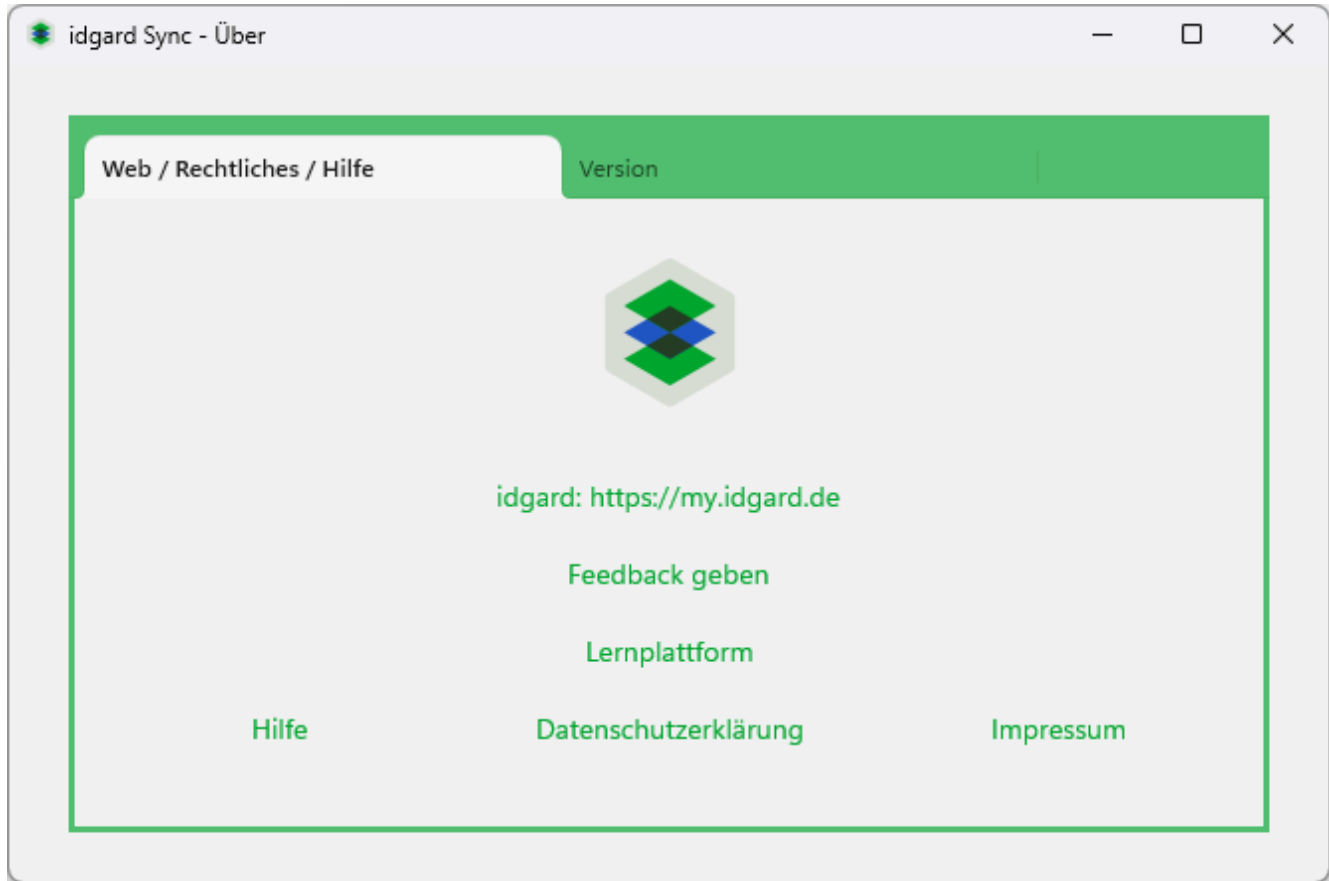 idgard Sync - Über
Web / Rechtliches / Hilfe Version
idgard: https://my.idgard.de
Feedback geben
Lernplattform
Hilfe Datenschutzerklärung Impressum